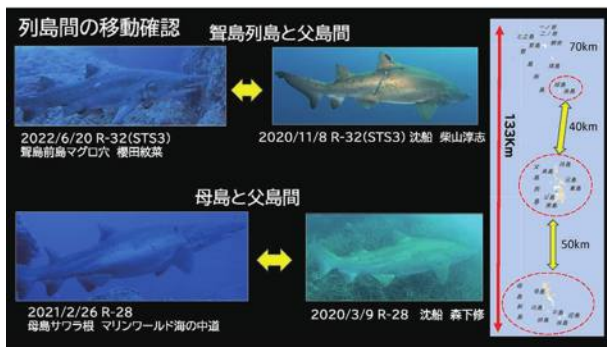 列島間の移動確認
聟島列島と父島間
2022/6/20 R-32(STS3)
聟島前島マグロ穴 櫻田紋菜
2020/11/8 R-32(STS3) 沈船 柴山淳志
母島と父島間
2021/2/26 R-28
母島サワラ根 マリンワールド海の中道
2020/3/9 R-28 沈船 森下修
70km
133Km
40km
50km